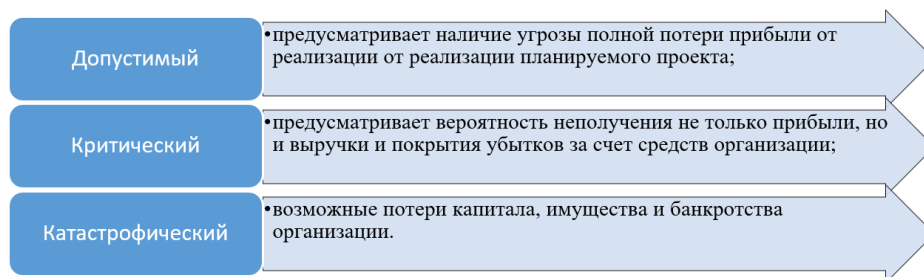 Допустимый
•предусматривает наличие угрозы полной потери прибыли от
реализации от реализации планируемого проекта;
Критический
•предусматривает вероятность неполучения не только прибыли, но
и выручки и покрытия убытков за счет средств организации;
Катастрофический
•возможные потери капитала, имущества и банкротства
организации.